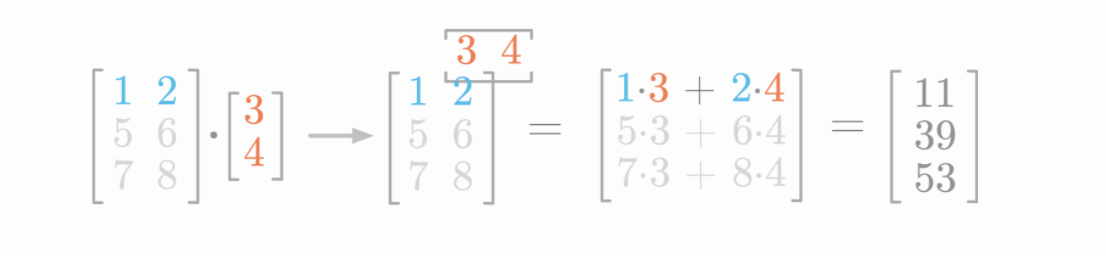 3 4
1 2 · 3 → 1 2 = 1·3 + 2·4 = 11
5 6 4 5 6 5·3 + 6·4 39
7 8 7 8 7·3 + 8·4 53